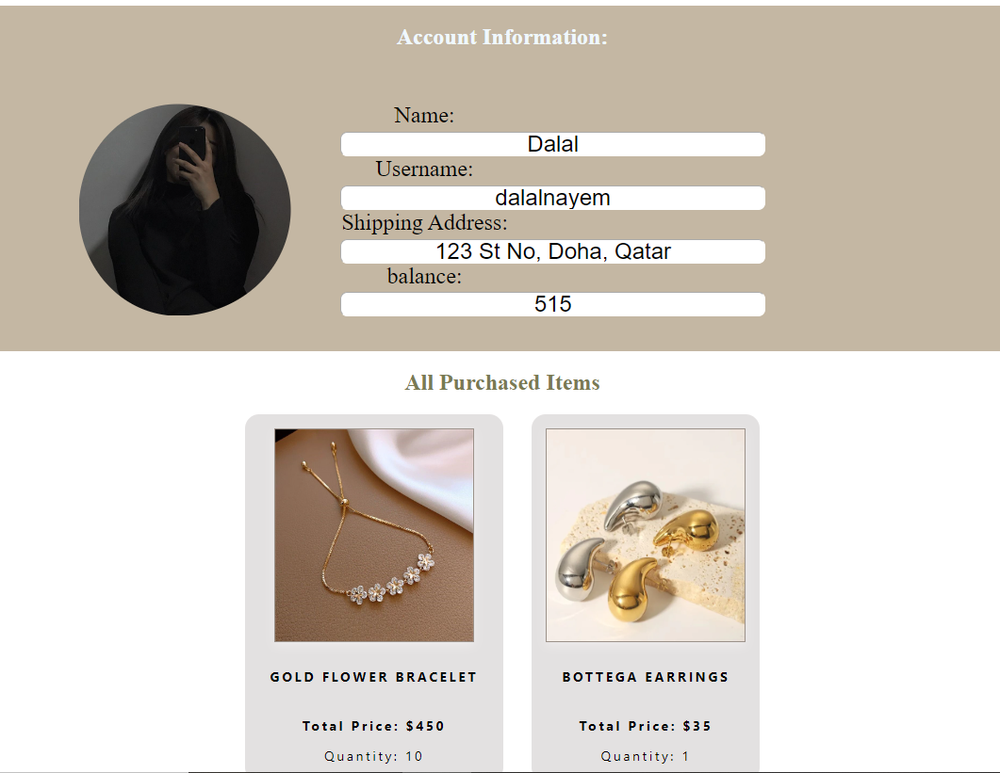 Account Information:
Name:
Dalal
Username:
dalalnayem
Shipping Address:
123 St No, Doha, Qatar
balance:
515
All Purchased Items
GOLD FLOWER BRACELET
BOTTEGA EARRINGS
Total Price: $450
Total Price: $35
Quantity: 10
Quantity: 1